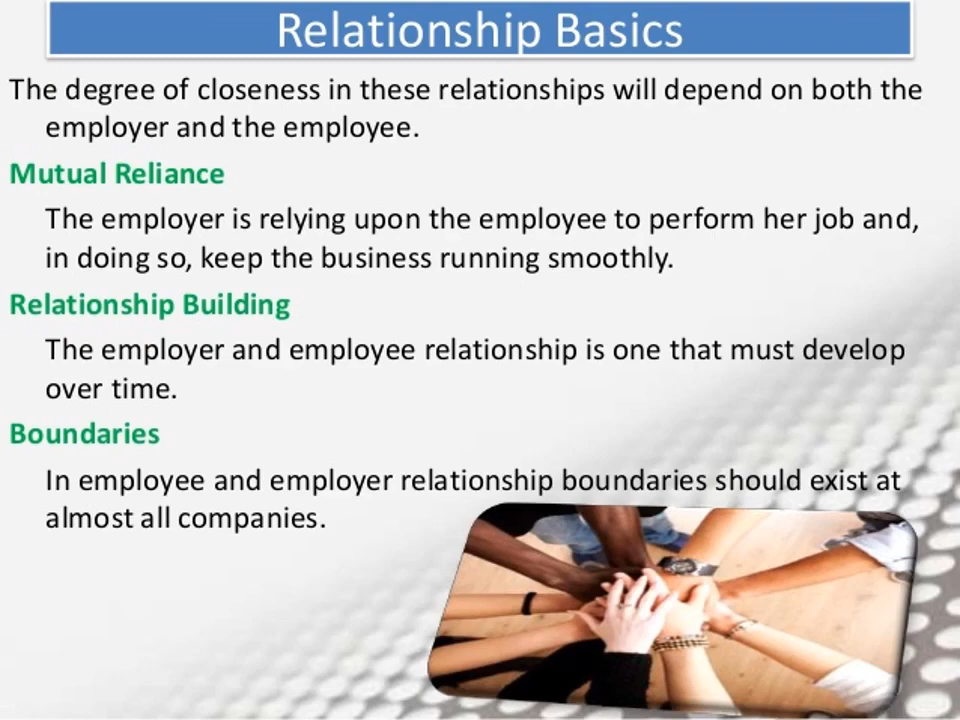 Relationship Basics
The degree of closeness in these relationships will depend on both the
employer and the employee.
Mutual Reliance
The employer is relying upon the employee to perform her job and,
in doing so, keep the business running smoothly.
Relationship Building
The employer and employee relationship is one that must develop
over time.
Boundaries
In employee and employer relationship boundaries should exist at
almost all companies.